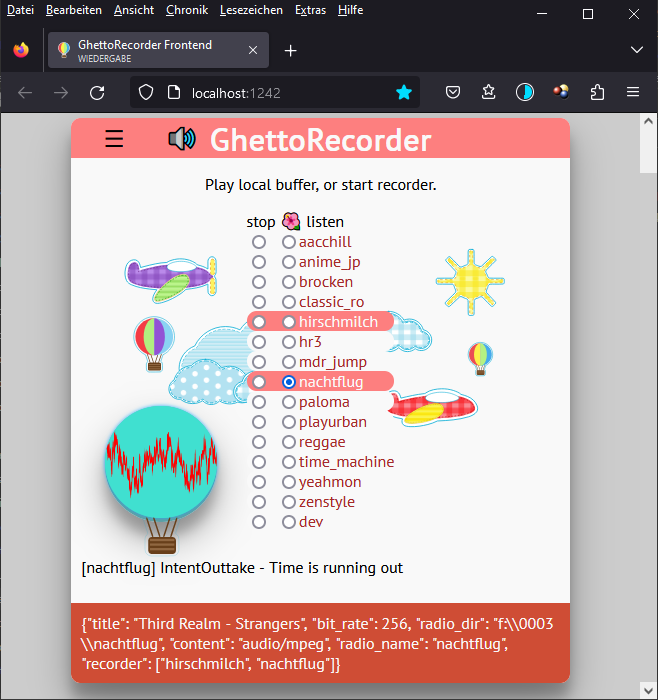 Datei Bearbeiten Ansicht Chronik Lesezeichen Extras Hilfe
GhettoRecorder Frontend
WIEDERGABE
localhost:1242
GhettoRecorder
Play local buffer, or start recorder.
stop listen
aacchill
anime_jp
brocken
classic_ro
hirschmilch
hr3
mdr_jump
nachtflug
paloma
playurban
reggae
time_machine
yeahmon
zenstyle
dev
[nachtflug] IntentOuttake - Time is running out
{"title": "Third Realm - Strangers", "bit_rate": 256, "radio_dir": "f:\\0003
\\nachtflug", "content": "audio/mpeg", "radio_name": "nachtflug",
"recorder": ["hirschmilch", "nachtflug"]}